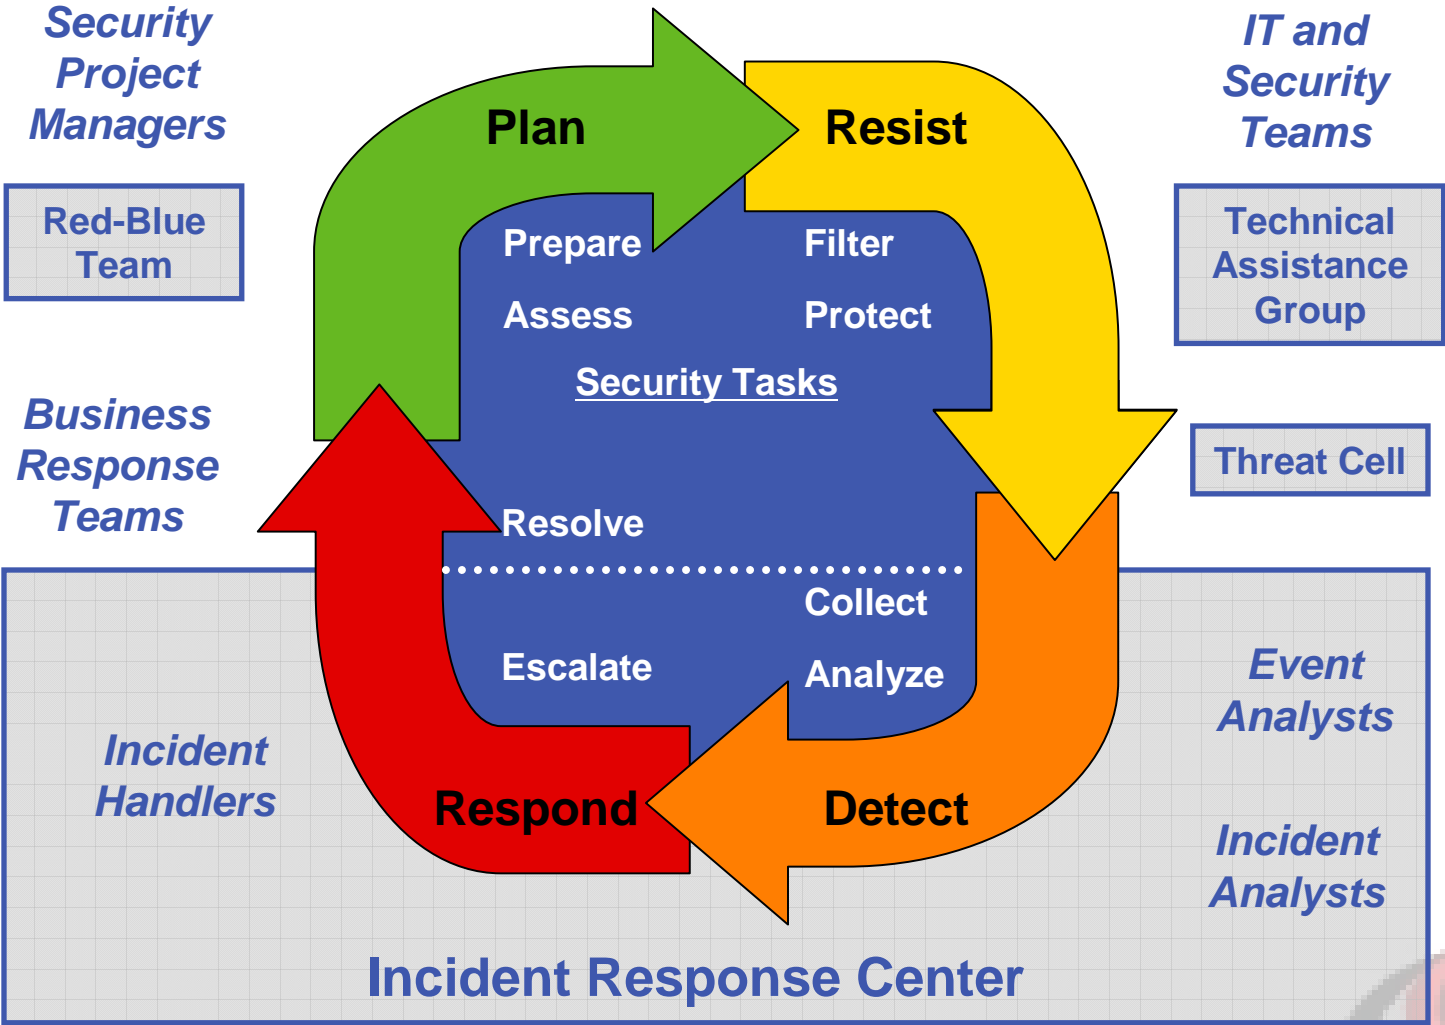 Security
Project
Managers
Red-Blue
Team
Plan
Resist
IT and
Security
Teams
Technical
Assistance
Group
Prepare
Filter
Assess
Protect
Security Tasks
Business
Response
Teams
Threat Cell
Resolve
Collect
Escalate
Analyze
Incident
Handlers
Event
Analysts
Respond
Detect
Incident
Analysts
Incident Response Center